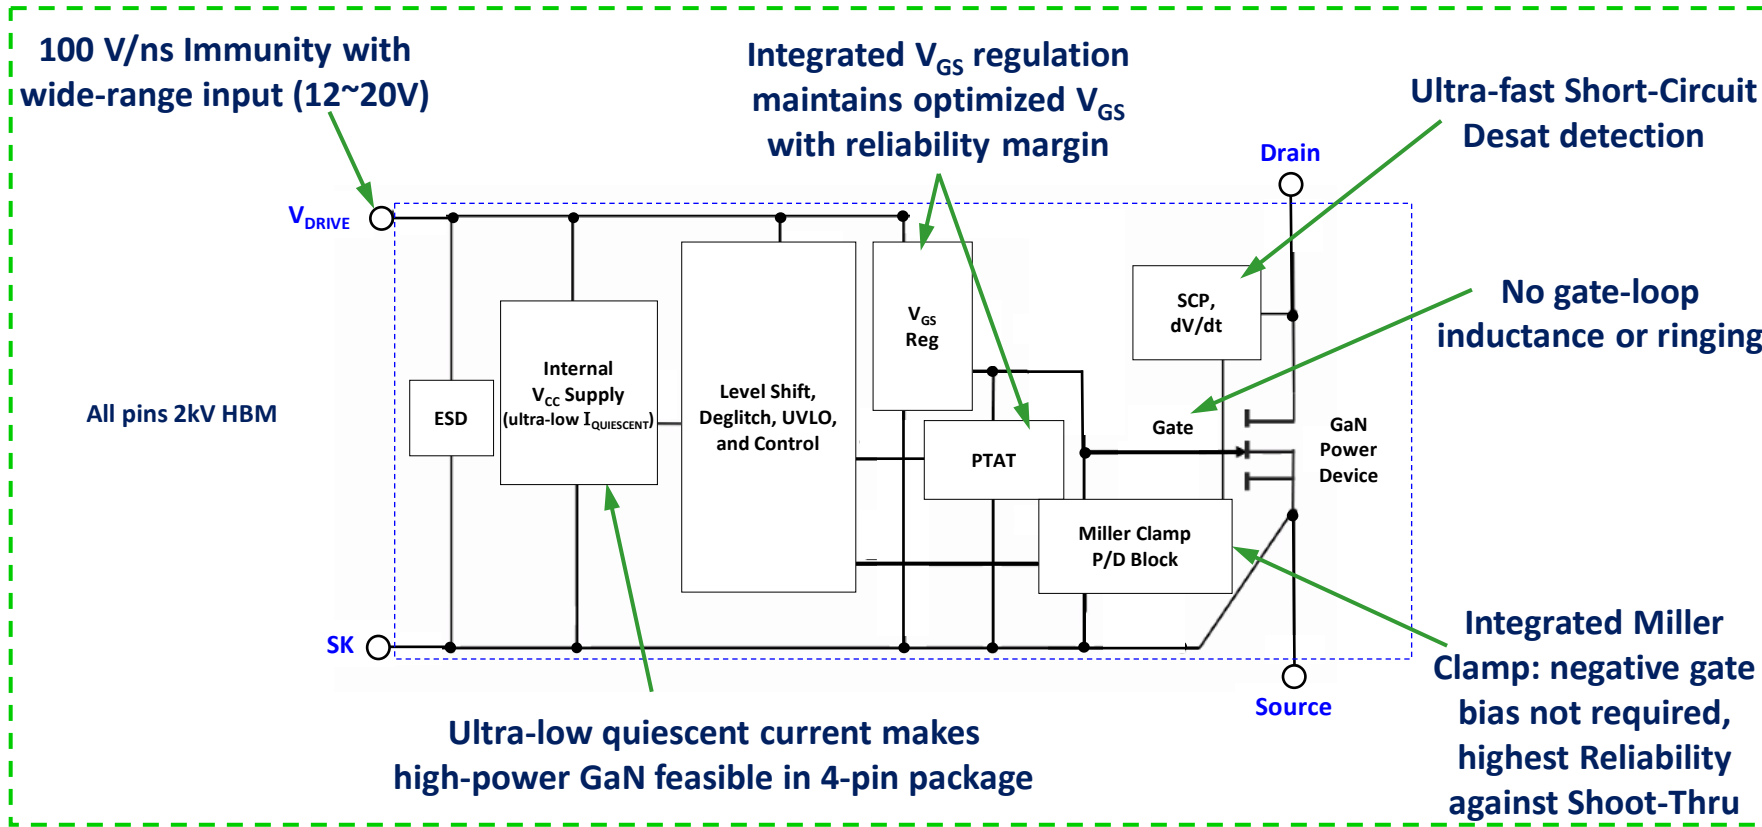 100 V/ns Immunity with
wide-range input (12~20V)
Integrated VGS regulation
maintains optimized VGS
with reliability margin
Ultra-fast Short-Circuit
Desat detection
Drain
VDRIVE
No gate-loop
inductance or ringing
SCP,
dV/dt
VGS
Reg
Internal
VCC Supply
(ultra-low IQUIESCENT)
Level Shift,
Deglitch, UVLO,
and Control
All pins 2kV HBM
ESD
Gate
GaN
Power
Device
PTAT
Miller Clamp
P/D Block
SK
Source
Integrated Miller
Clamp: negative gate
bias not required,
highest Reliability
against Shoot-Thru
Ultra-low quiescent current makes
high-power GaN feasible in 4-pin package